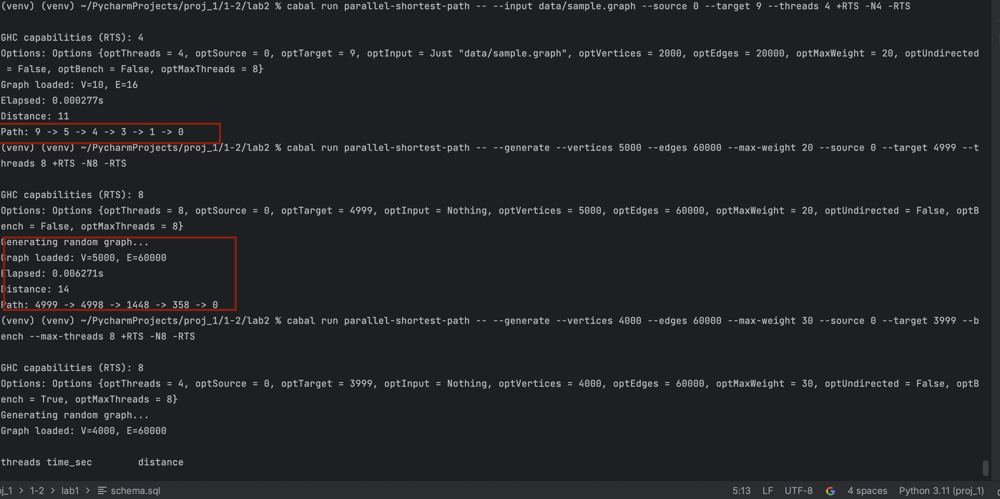 (venv) (venv) ~/PycharmProjects/proj_1/1-2/lab2 % cabal run parallel-shortest-path -- --input data/sample.graph --source 0 --target 9 --threads 4 +RTS -N4 -RTS
GHC capabilities (RTS): 4
Options: Options {optThreads = 4, optSource = 0, optTarget = 9, optInput = Just "data/sample.graph", optVertices = 2000, optEdges = 20000, optMaxWeight = 20, optUndirected
 = False, optBench = False, optMaxThreads = 8}
Graph loaded: V=10, E=16
Elapsed: 0.000277s
Distance: 11
Path: 9 -> 5 -> 4 -> 3 -> 1 -> 0
(venv) (venv) ~/PycharmProjects/proj_1/1-2/lab2 % cabal run parallel-shortest-path -- --generate --vertices 5000 --edges 60000 --max-weight 20 --source 0 --target 4999 --t
hreads 8 +RTS -N8 -RTS
GHC capabilities (RTS): 8
Options: Options {optThreads = 8, optSource = 0, optTarget = 4999, optInput = Nothing, optVertices = 5000, optEdges = 60000, optMaxWeight = 20, optUndirected = False, optB
ench = False, optMaxThreads = 8}
Generating random graph...
Graph loaded: V=5000, E=60000
Elapsed: 0.006271s
Distance: 14
Path: 4999 -> 4998 -> 1448 -> 358 -> 0
(venv) (venv) ~/PycharmProjects/proj_1/1-2/lab2 % cabal run parallel-shortest-path -- --generate --vertices 4000 --edges 60000 --max-weight 30 --source 0 --target 3999 --b
ench --max-threads 8 +RTS -N8 -RTS
GHC capabilities (RTS): 8
Options: Options {optThreads = 4, optSource = 0, optTarget = 3999, optInput = Nothing, optVertices = 4000, optEdges = 60000, optMaxWeight = 30, optUndirected = False, optB
ench = True, optMaxThreads = 8}
Generating random graph...
Graph loaded: V=4000, E=60000
threads time_sec        distance
oj_1 > 1-2 > lab1 > schema.sql 5:13 LF UTF-8 4 spaces Python 3.11 (proj_1)